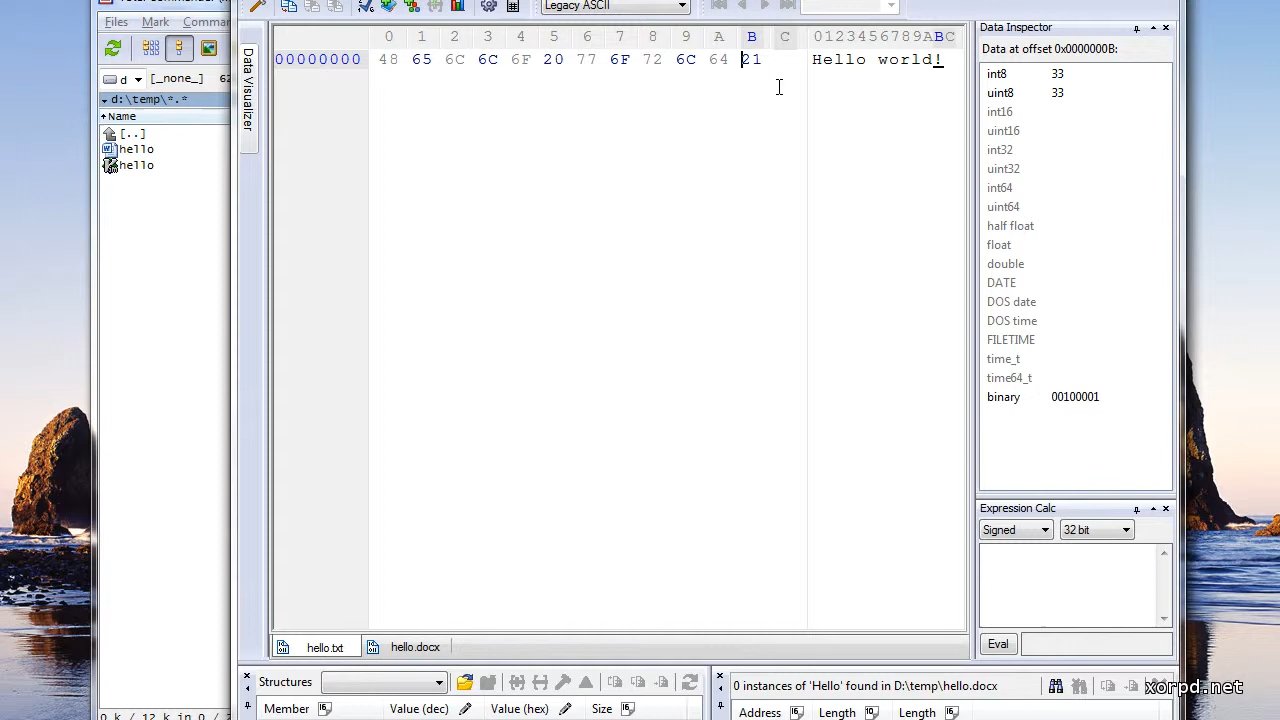 Files Mark Comman
d [_none_] 62
d:\temp\*.*
Name
[..]
hello
hello
Data Visualizer
Legacy ASCII
0 1 2 3 4 5 6 7 8 9 A B C 0123456789ABC
00000000 48 65 6C 6C 6F 20 77 6F 72 6C 64 21 Hello world!
hello.txt hello.docx
Data Inspector
Data at offset 0x0000000B:
int8 33
uint8 33
int16
uint16
int32
uint32
int64
uint64
half float
float
double
DATE
DOS date
DOS time
FILETIME
time_t
time64_t
binary 00100001
Expression Calc
Signed 32 bit
Eval
Structures
Member Value (dec) Value (hex) Size
0 instances of 'Hello' found in D:\temp\hello.docx
Address Length Length
xorpd.net